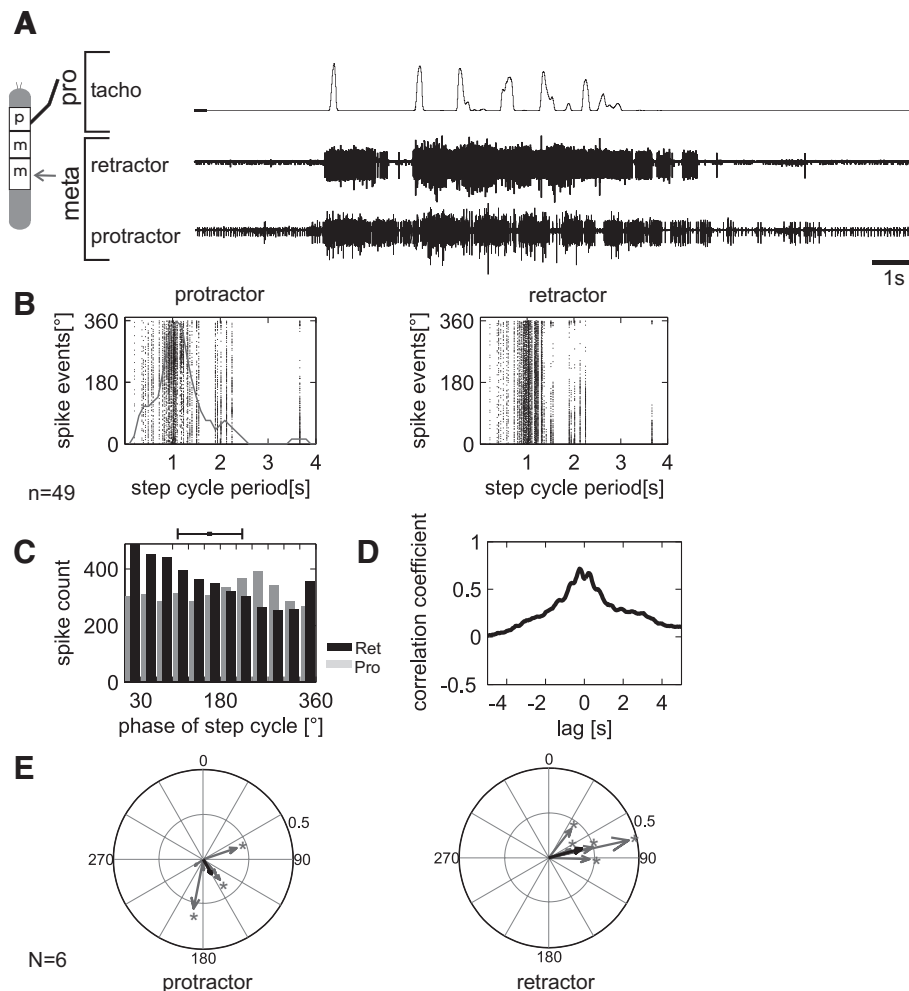 A
pro
tacho
p
m
m
meta
retractor
protractor
1s
B
protractor
retractor
spike events[°]
360
180
0
1
2
3
4
step cycle period[s]
spike events[°]
360
180
0
1
2
3
4
step cycle period[s]
n=49
C
spike count
400
200
0
30
180
360
phase of step cycle [°]
Ret
Pro
D
correlation coefficient
1
0.5
0
-0.5
-4
-2
0
2
4
lag [s]
E
0
0.5
90
180
270
protractor
0
0.5
90
180
270
retractor
N=6